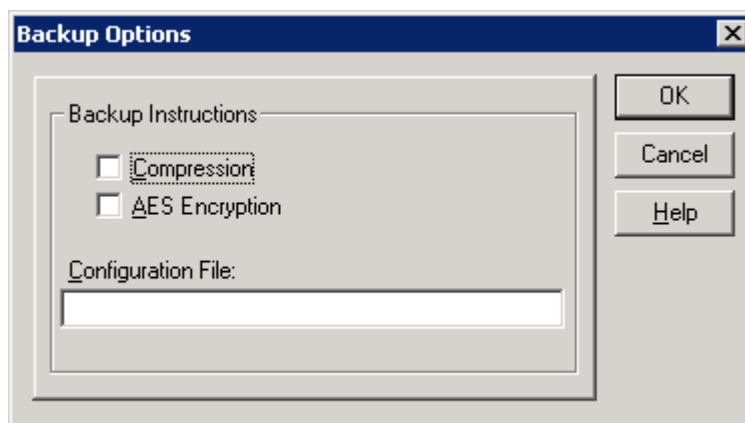 Backup Options
Backup Instructions
Compression
AES Encryption
Configuration File:
OK
Cancel
Help